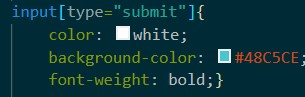 input[type="submit"]{
    color: white;
    background-color: #48C5CE;
    font-weight: bold;}